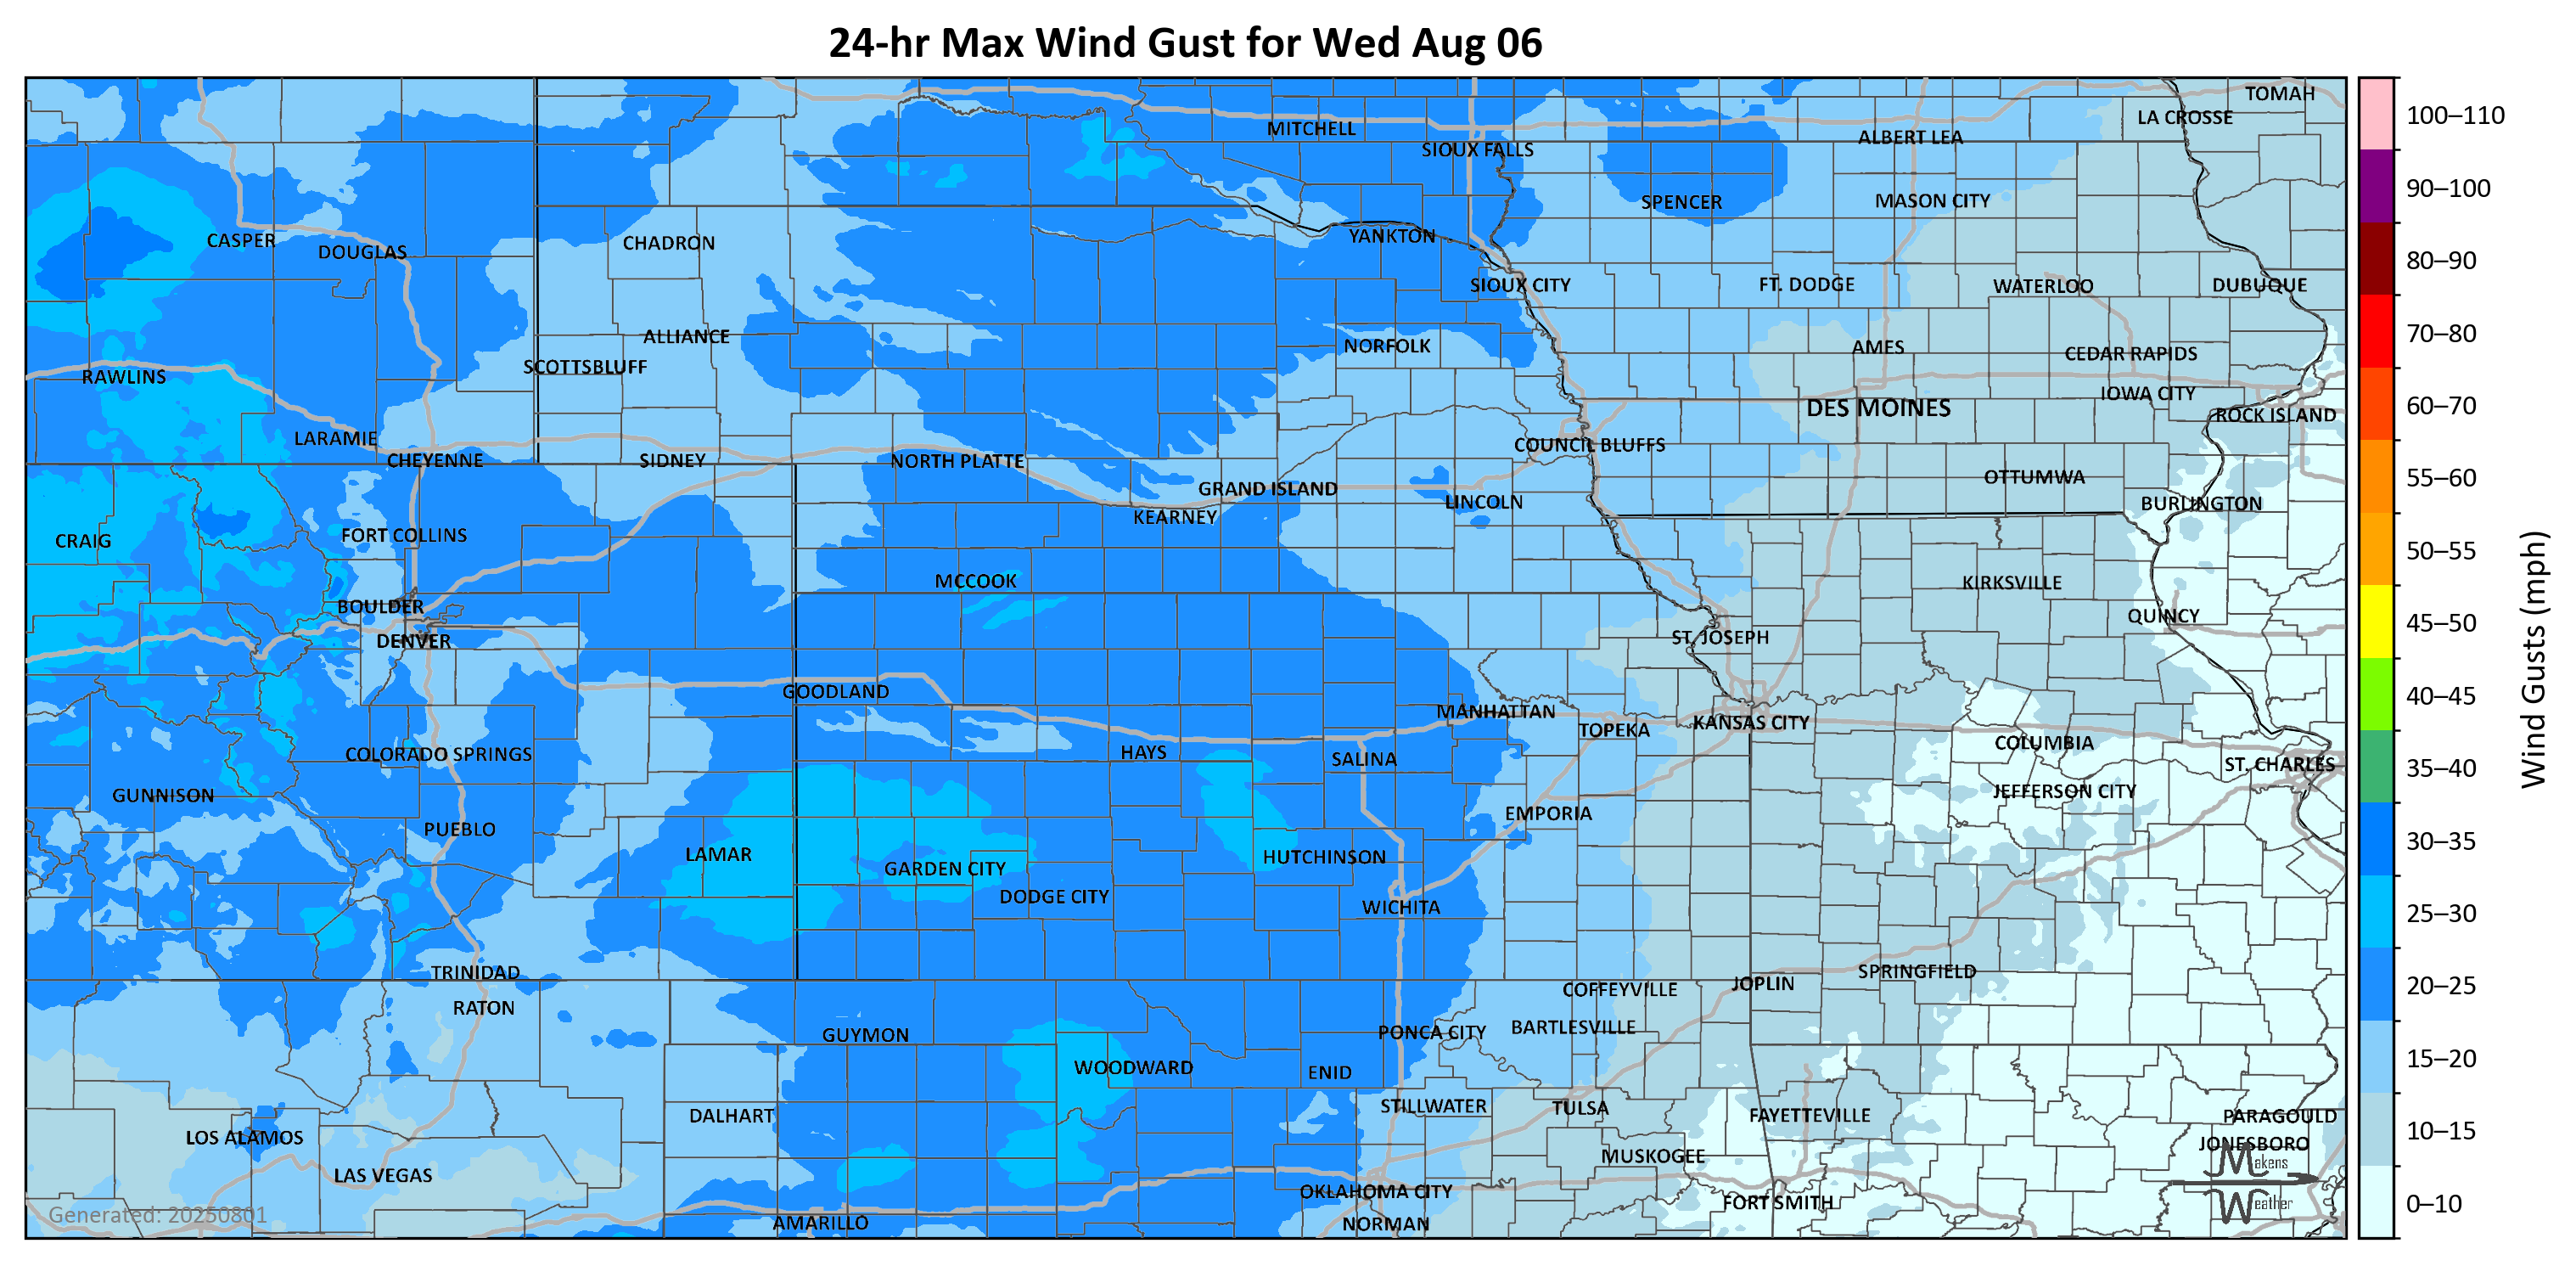 24-hr Max Wind Gust for Wed Aug 06
TOMAH
LA CROSSE
MITCHELL
ALBERT LEA
SIOUX FALLS
SPENCER
MASON CITY
CASPER
DOUGLAS
CHADRON
YANKTON
SIOUX CITY
FT. DODGE
WATERLOO
DUBUQUE
ALLIANCE
NORFOLK
AMES
CEDAR RAPIDS
SCOTTSBLUFF
RAWLINS
IOWA CITY
DES MOINES
ROCK ISLAND
LARAMIE
COUNCIL BLUFFS
CHEYENNE
SIDNEY
NORTH PLATTE
OTTUMWA
GRAND ISLAND
LINCOLN
BURLINGTON
KEARNEY
FORT COLLINS
CRAIG
MCCOOK
KIRKSVILLE
BOULDER
QUINCY
DENVER
ST. JOSEPH
GOODLAND
MANHATTAN
TOPEKA
KANSAS CITY
COLUMBIA
COLORADO SPRINGS
HAYS
SALINA
ST. CHARLES
GUNNISON
JEFFERSON CITY
EMPORIA
PUEBLO
LAMAR
HUTCHINSON
GARDEN CITY
DODGE CITY
WICHITA
TRINIDAD
SPRINGFIELD
JOPLIN
COFFEYVILLE
RATON
GUYMON
PONCA CITY
BARTLESVILLE
WOODWARD
ENID
STILLWATER
TULSA
DALHART
FAYETTEVILLE
PARAGOULD
LOS ALAMOS
JONESBORO
MUSKOGEE
LAS VEGAS
OKLAHOMA CITY
FORT SMITH
AMARILLO
NORMAN
Generated: 20250801
Makens
Weather
100–110
90–100
80–90
70–80
60–70
55–60
50–55
45–50
40–45
35–40
30–35
25–30
20–25
15–20
10–15
0–10
Wind Gusts (mph)